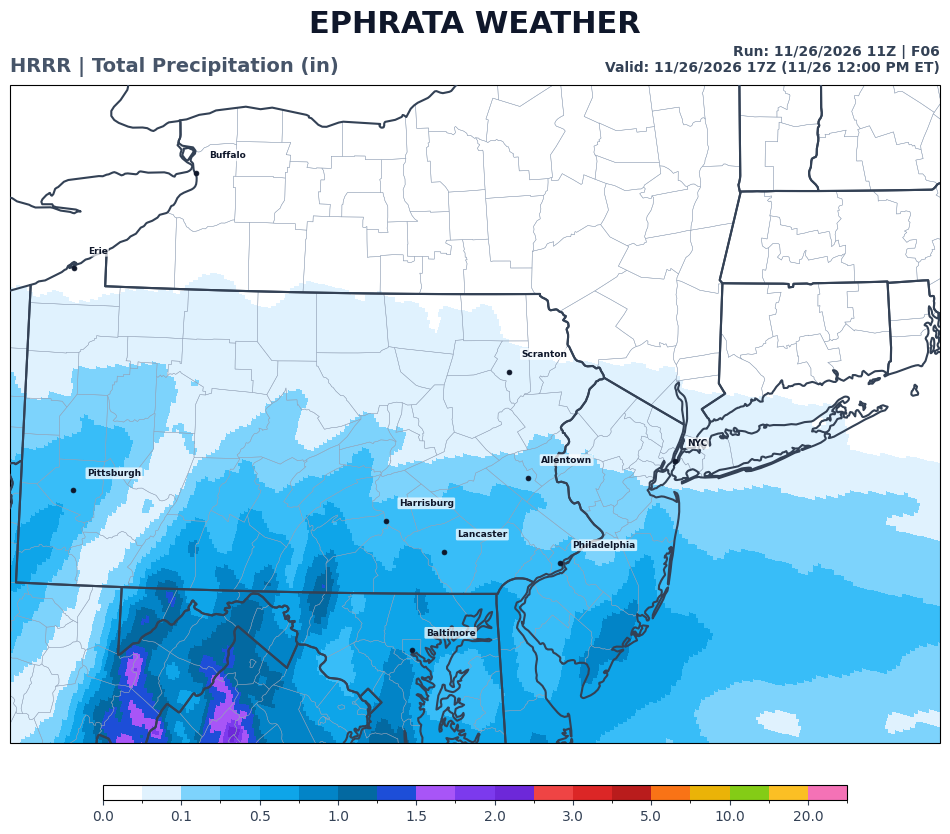 EPHRATA WEATHER
HRRR | Total Precipitation (in)
Run: 11/26/2026 11Z | F06
Valid: 11/26/2026 17Z (11/26 12:00 PM ET)
Buffalo
Erie
Scranton
NYC
Allentown
Pittsburgh
Harrisburg
Lancaster
Philadelphia
Baltimore
0.0 0.1 0.5 1.0 1.5 2.0 3.0 5.0 10.0 20.0